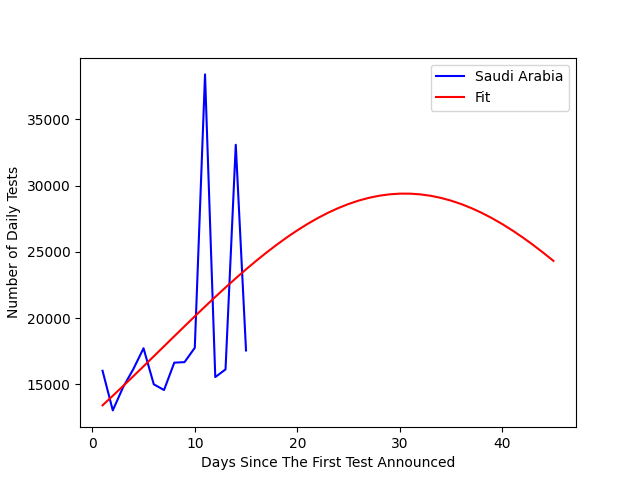 Saudi Arabia
Fit
35000
30000
25000
20000
15000
Number of Daily Tests
0 10 20 30 40
Days Since The First Test Announced